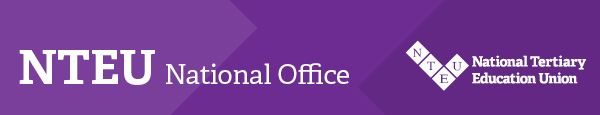 NTEU National Office
NTEU
National Tertiary
Education Union